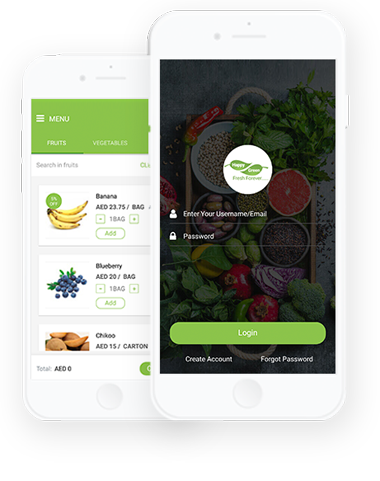 MENU
FRUITS VEGETABLES
Search in fruits
5%
OFF
Banana
AED 23.75 / BAG
- 1BAG +
Add
Blueberry
AED 20 / BAG
- 1BAG +
Add
Chikoo
AED 15 / CARTON
Total: AED 0
Happy
Green
Fresh Forever...
Enter Your Username/Email
Password
Login
Create Account Forgot Password